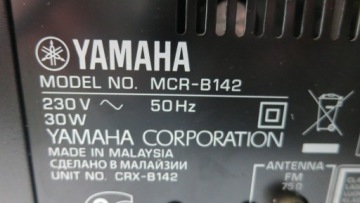 YAMAHA
MODEL NO. MCR-B142
230 V ~ 50 Hz
30 W
YAMAHA CORPORATION
MADE IN MALAYSIA
СДЕЛАНО В МАЛАЙЗИИ
UNIT NO. CRX-B142
ANTENNA
FM
75Ω